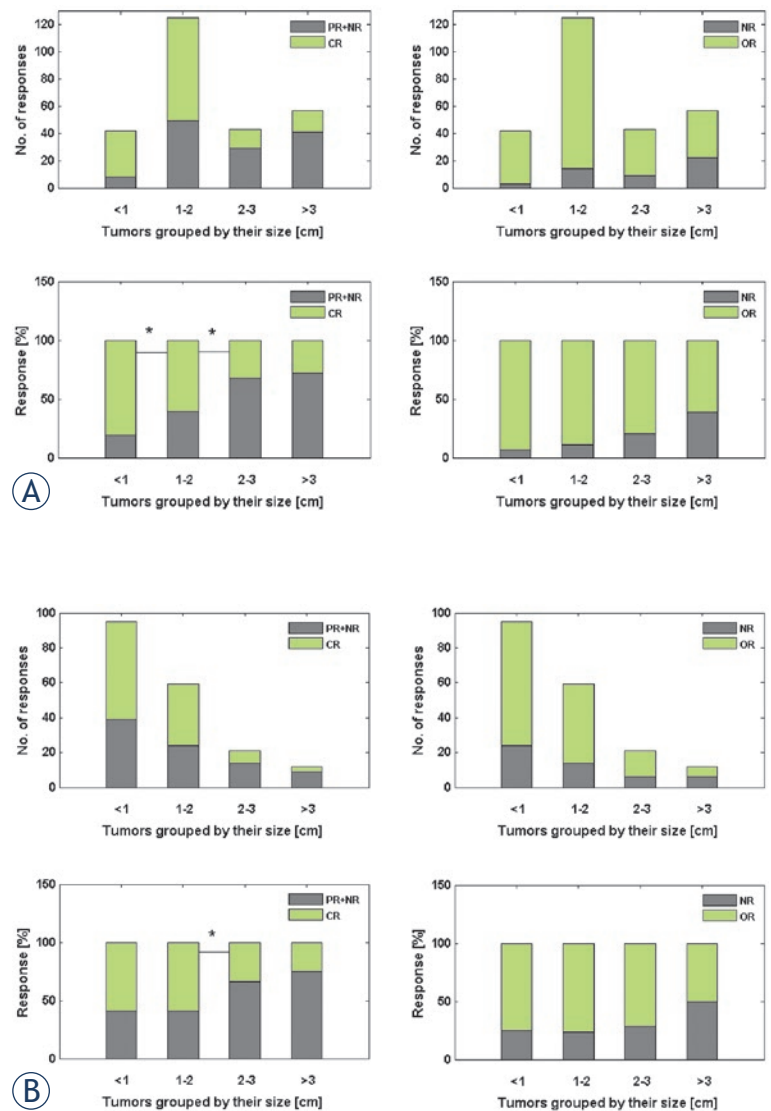 120
100
80
60
40
20
0
No. of responses
PR+NR
CR
<1 1-2 2-3 >3
Tumors grouped by their size [cm]
120
100
80
60
40
20
0
No. of responses
NR
OR
<1 1-2 2-3 >3
Tumors grouped by their size [cm]
150
100
50
0
Response [%]
PR+NR
CR
* *
<1 1-2 2-3 >3
Tumors grouped by their size [cm]
150
100
50
0
Response [%]
NR
OR
<1 1-2 2-3 >3
Tumors grouped by their size [cm]
A
100
80
60
40
20
0
No. of responses
PR+NR
CR
<1 1-2 2-3 >3
Tumors grouped by their size [cm]
100
80
60
40
20
0
No. of responses
NR
OR
<1 1-2 2-3 >3
Tumors grouped by their size [cm]
150
100
50
0
Response [%]
PR+NR
CR
*
<1 1-2 2-3 >3
Tumors grouped by their size [cm]
150
100
50
0
Response [%]
NR
OR
<1 1-2 2-3 >3
Tumors grouped by their size [cm]
B